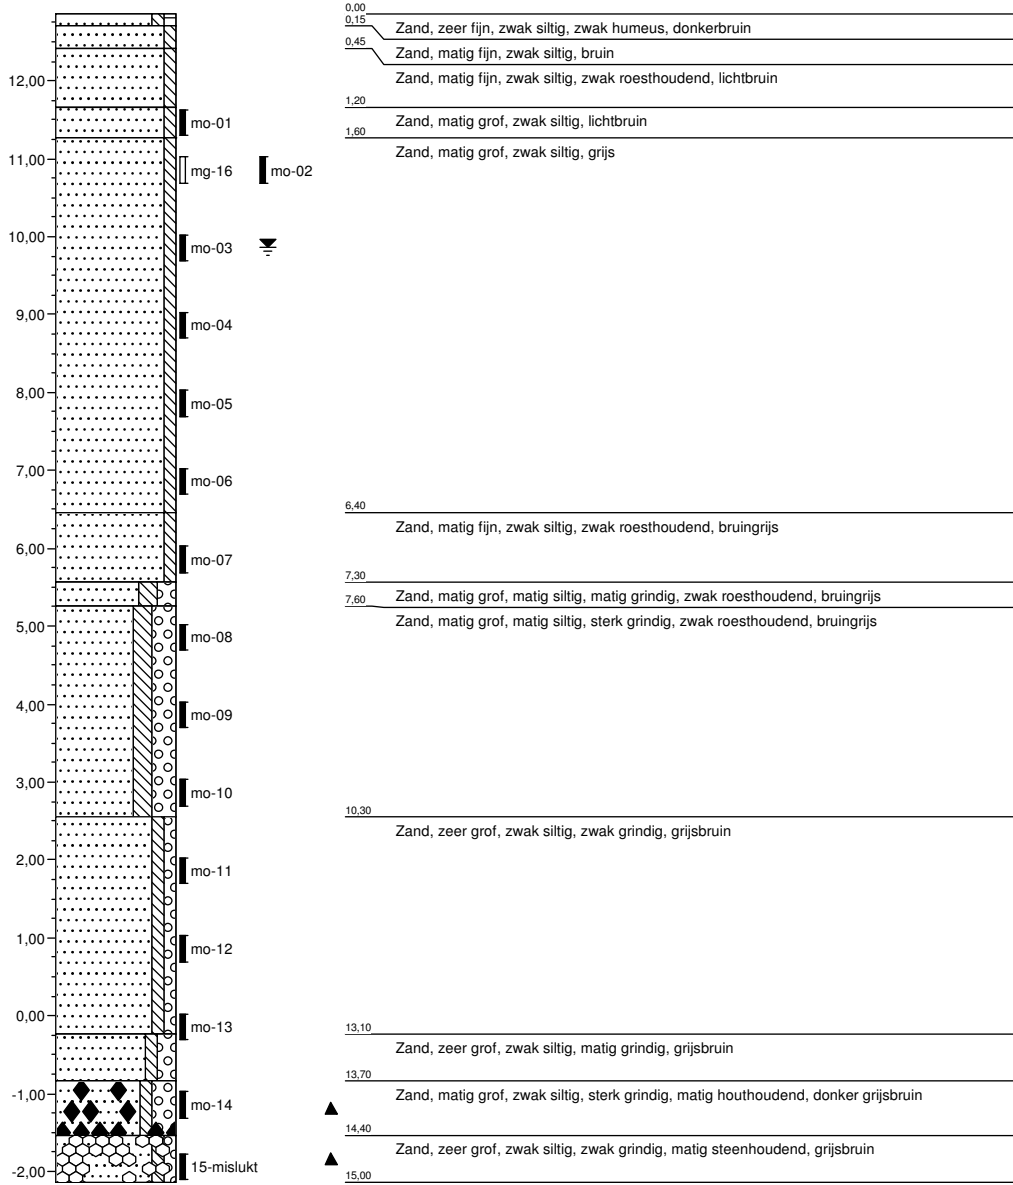 0,00
0,15
Zand, zeer fijn, zwak siltig, zwak humeus, donkerbruin
0,45
Zand, matig fijn, zwak siltig, bruin
12,00
Zand, matig fijn, zwak siltig, zwak roesthoudend, lichtbruin
1,20
mo-01
Zand, matig grof, zwak siltig, lichtbruin
1,60
11,00
Zand, matig grof, zwak siltig, grijs
mg-16 mo-02
10,00
mo-03
9,00
mo-04
8,00
mo-05
7,00
mo-06
6,40
Zand, matig fijn, zwak siltig, zwak roesthoudend, bruingrijs
6,00
mo-07
7,30
Zand, matig grof, matig siltig, matig grindig, zwak roesthoudend, bruingrijs
7,60
Zand, matig grof, matig siltig, sterk grindig, zwak roesthoudend, bruingrijs
5,00
mo-08
4,00
mo-09
3,00
mo-10
10,30
Zand, zeer grof, zwak siltig, zwak grindig, grijsbruin
2,00
mo-11
1,00
mo-12
0,00
mo-13
13,10
Zand, zeer grof, zwak siltig, matig grindig, grijsbruin
13,70
-1,00
Zand, matig grof, zwak siltig, sterk grindig, matig houthoudend, donker grijsbruin
mo-14
14,40
Zand, zeer grof, zwak siltig, zwak grindig, matig steenhoudend, grijsbruin
-2,00
15-mislukt
15,00